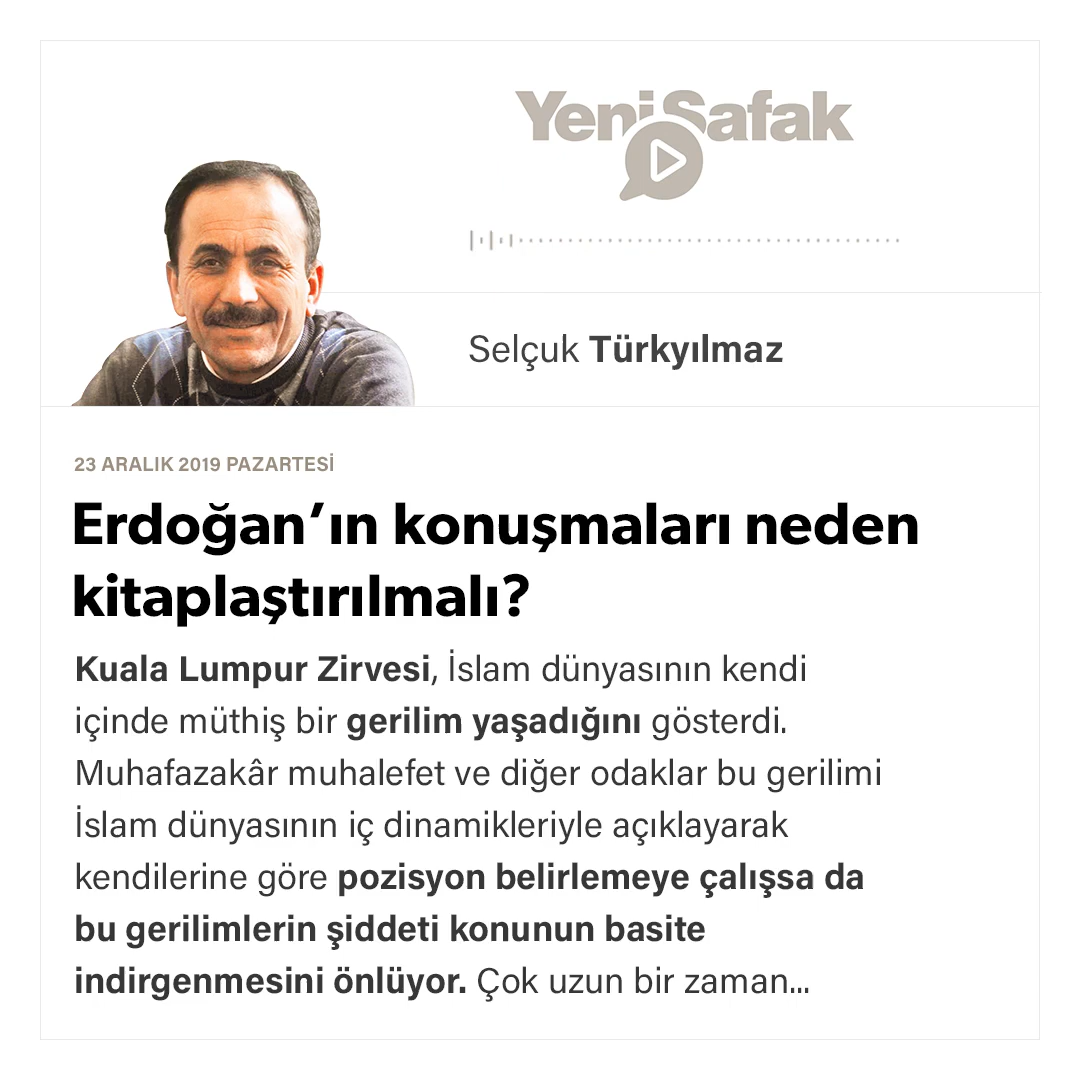 YeniŞafak
Selçuk Türkyılmaz
23 ARALIK 2019 PAZARTESİ
Erdoğan’ın konuşmaları neden
kitaplaştırılmalı?
Kuala Lumpur Zirvesi, İslam dünyasının kendi
içinde müthiş bir gerilim yaşadığını gösterdi.
Muhafazakâr muhalefet ve diğer odaklar bu gerilimi
İslam dünyasının iç dinamikleriyle açıklayarak
kendilerine göre pozisyon belirlemeye çalışsa da
bu gerilimlerin şiddeti konunun basite
indirgenmesini önlüyor. Çok uzun bir zaman...